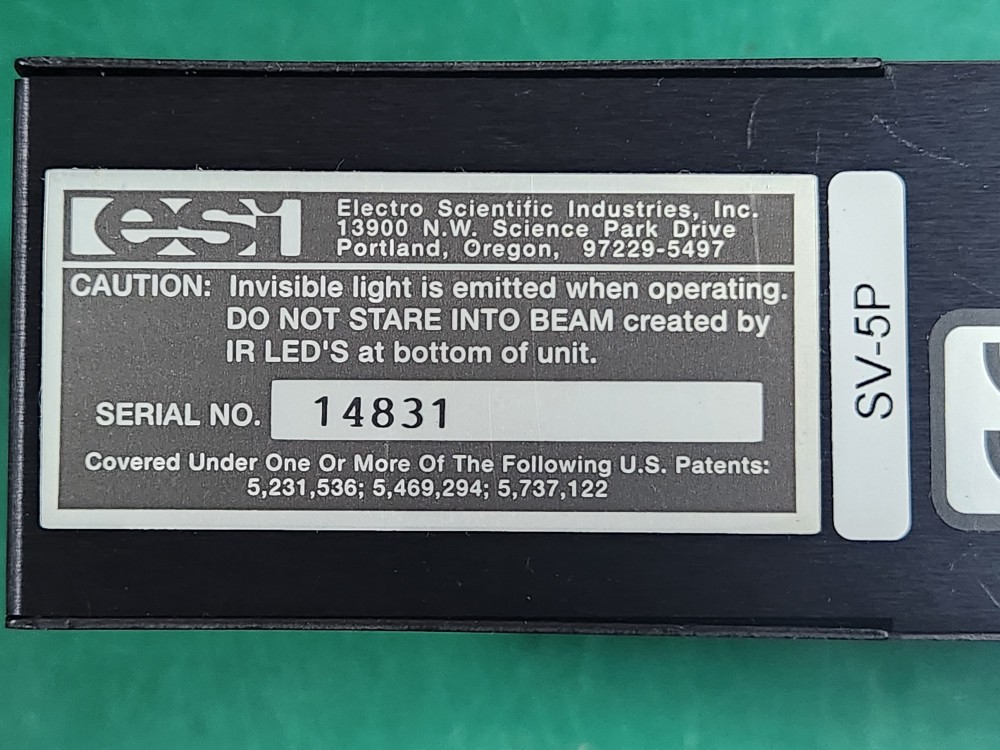 esi
Electro Scientific Industries, Inc.
13900 N.W. Science Park Drive
Portland, Oregon, 97229-5497
CAUTION: Invisible light is emitted when operating.
DO NOT STARE INTO BEAM created by
IR LED'S at bottom of unit.
SERIAL NO. 14831
Covered Under One Or More Of The Following U.S. Patents:
5,231,536; 5,469,294; 5,737,122
SV-5P